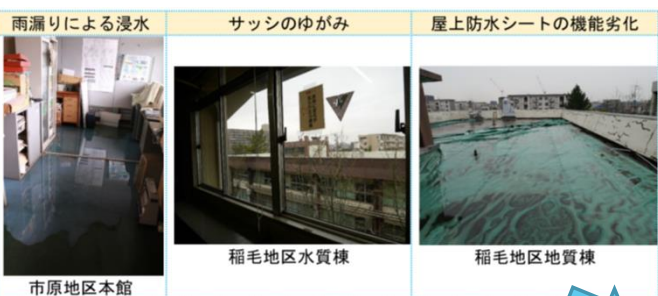 雨漏りによる浸水
サッシのゆがみ
屋上防水シートの機能劣化
市原地区本館
稲毛地区水質棟
稲毛地区地質棟